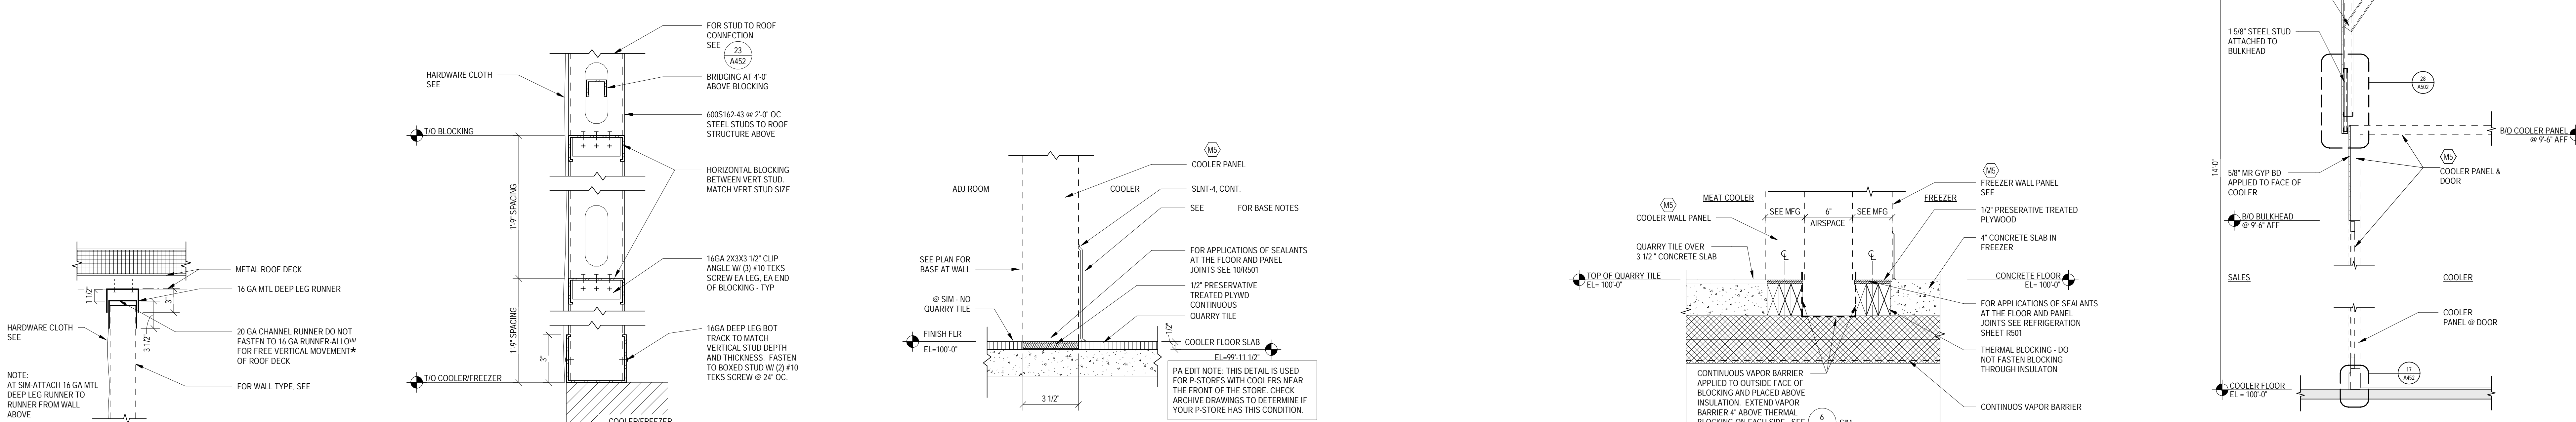 METAL ROOF DECK
16 GA MTL DEEP LEG RUNNER
1 1/2"
3"
3 1/2"
HARDWARE CLOTH
SEE
20 GA CHANNEL RUNNER DO NOT
FASTEN TO 16 GA RUNNER-ALLOW
FOR FREE VERTICAL MOVEMENT*
OF ROOF DECK
NOTE:
AT SIM-ATTACH 16 GA MTL
DEEP LEG RUNNER TO
RUNNER FROM WALL
ABOVE
FOR WALL TYPE, SEE
FOR STUD TO ROOF
CONNECTION
SEE
23
A452
HARDWARE CLOTH
SEE
BRIDGING AT 4'-0"
ABOVE BLOCKING
600S162-43 @ 2'-0" OC
STEEL STUDS TO ROOF
STRUCTURE ABOVE
T/O BLOCKING
HORIZONTAL BLOCKING
BETWEEN VERT STUD.
MATCH VERT STUD SIZE
1'-9" SPACING
16GA 2X3X3 1/2" CLIP
ANGLE W/ (3) #10 TEKS
SCREW EA LEG, EA END
OF BLOCKING - TYP
1'-9" SPACING
3"
16GA DEEP LEG BOT
TRACK TO MATCH
VERTICAL STUD DEPTH
AND THICKNESS. FASTEN
TO BOXED STUD W/ (2) #10
TEKS SCREW @ 24" OC.
T/O COOLER/FREEZER
COOLER/FREEZER
M5
COOLER PANEL
ADJ ROOM
COOLER
SLNT-4, CONT.
SEE FOR BASE NOTES
SEE PLAN FOR
BASE AT WALL
FOR APPLICATIONS OF SEALANTS
AT THE FLOOR AND PANEL
JOINTS SEE 10/R501
1/2" PRESERVATIVE
TREATED PLYWD
CONTINUOUS
QUARRY TILE
@ SIM - NO
QUARRY TILE
FINISH FLR
EL=100'-0"
1/2"
COOLER FLOOR SLAB
EL=99'-11 1/2"
3 1/2"
PA EDIT NOTE: THIS DETAIL IS USED
FOR P-STORES WITH COOLERS NEAR
THE FRONT OF THE STORE. CHECK
ARCHIVE DRAWINGS TO DETERMINE IF
YOUR P-STORE HAS THIS CONDITION.
M5
FREEZER WALL PANEL
SEE
MEAT COOLER
FREEZER
M5
COOLER WALL PANEL
SEE MFG
6"
SEE MFG
AIRSPACE
1/2" PRESERATIVE TREATED
PLYWOOD
QUARRY TILE OVER
3 1/2 " CONCRETE SLAB
4" CONCRETE SLAB IN
FREEZER
TOP OF QUARRY TILE
EL= 100'-0"
CONCRETE FLOOR
EL= 100'-0"
FOR APPLICATIONS OF SEALANTS
AT THE FLOOR AND PANEL
JOINTS SEE REFRIGERATION
SHEET R501
THERMAL BLOCKING - DO
NOT FASTEN BLOCKING
THROUGH INSULATON
CONTINUOUS VAPOR BARRIER
APPLIED TO OUTSIDE FACE OF
BLOCKING AND PLACED ABOVE
INSULATION. EXTEND VAPOR
BARRIER 4" ABOVE THERMAL
BLOCKING ON EACH SIDE - SEE
6
SIM
CONTINUOS VAPOR BARRIER
1 5/8" STEEL STUD
ATTACHED TO
BULKHEAD
28
A502
14'-0"
B/O COOLER PANEL
@ 9'-6" AFF
M5
COOLER PANEL &
DOOR
5/8" MR GYP BD
APPLIED TO FACE OF
COOLER
B/O BULKHEAD
@ 9'-6" AFF
SALES
COOLER
COOLER
PANEL @ DOOR
17
A452
COOLER FLOOR
EL = 100'-0"